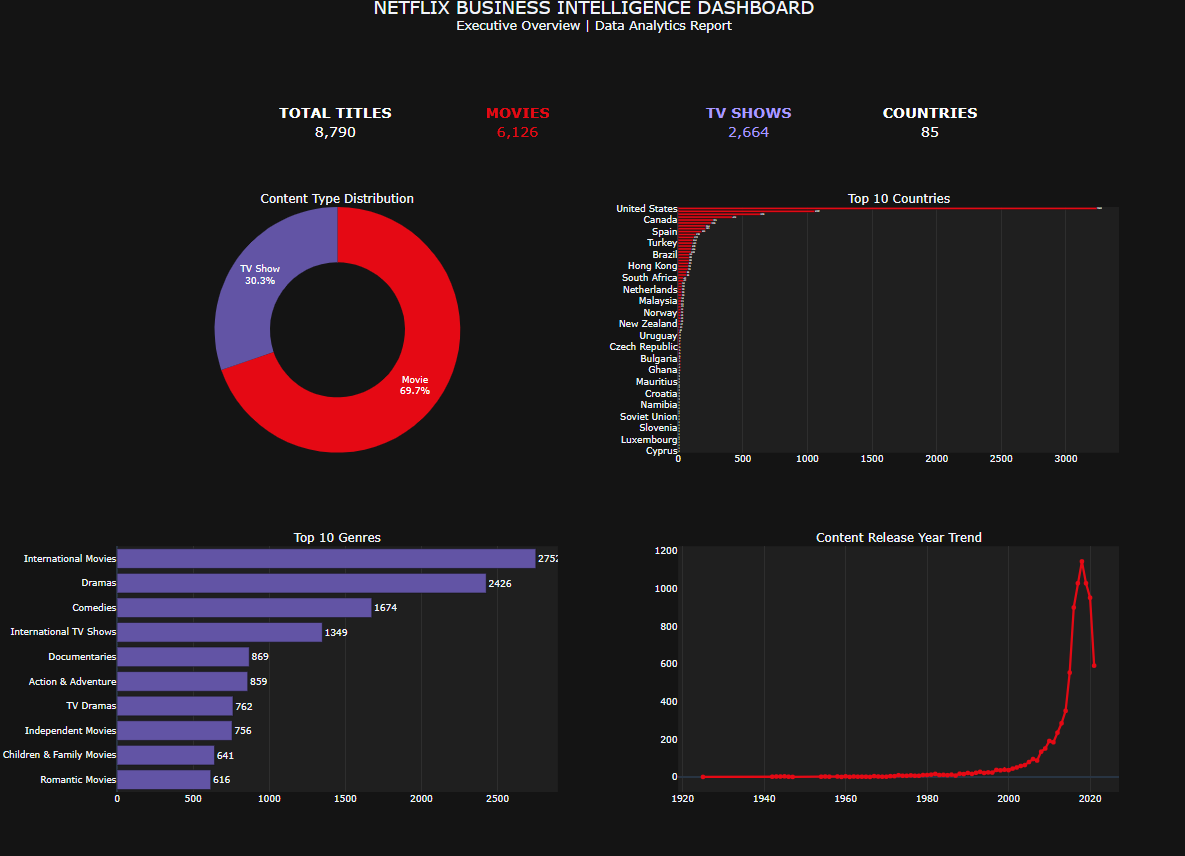 NETFLIX BUSINESS INTELLIGENCE DASHBOARD
Executive Overview | Data Analytics Report
TOTAL TITLES
8,790
MOVIES
6,126
TV SHOWS
2,664
COUNTRIES
85
Content Type Distribution
TV Show
30.3%
Movie
69.7%
Top 10 Countries
United States
Canada
Spain
Turkey
Brazil
Hong Kong
South Africa
Netherlands
Malaysia
Norway
New Zealand
Uruguay
Czech Republic
Bulgaria
Ghana
Mauritius
Croatia
Namibia
Soviet Union
Slovenia
Luxembourg
Cyprus
0 500 1000 1500 2000 2500 3000
Top 10 Genres
International Movies 2752
Dramas 2426
Comedies 1674
International TV Shows 1349
Documentaries 869
Action & Adventure 859
TV Dramas 762
Independent Movies 756
Children & Family Movies 641
Romantic Movies 616
0 500 1000 1500 2000 2500
Content Release Year Trend
1200
1000
800
600
400
200
0
1920 1940 1960 1980 2000 2020